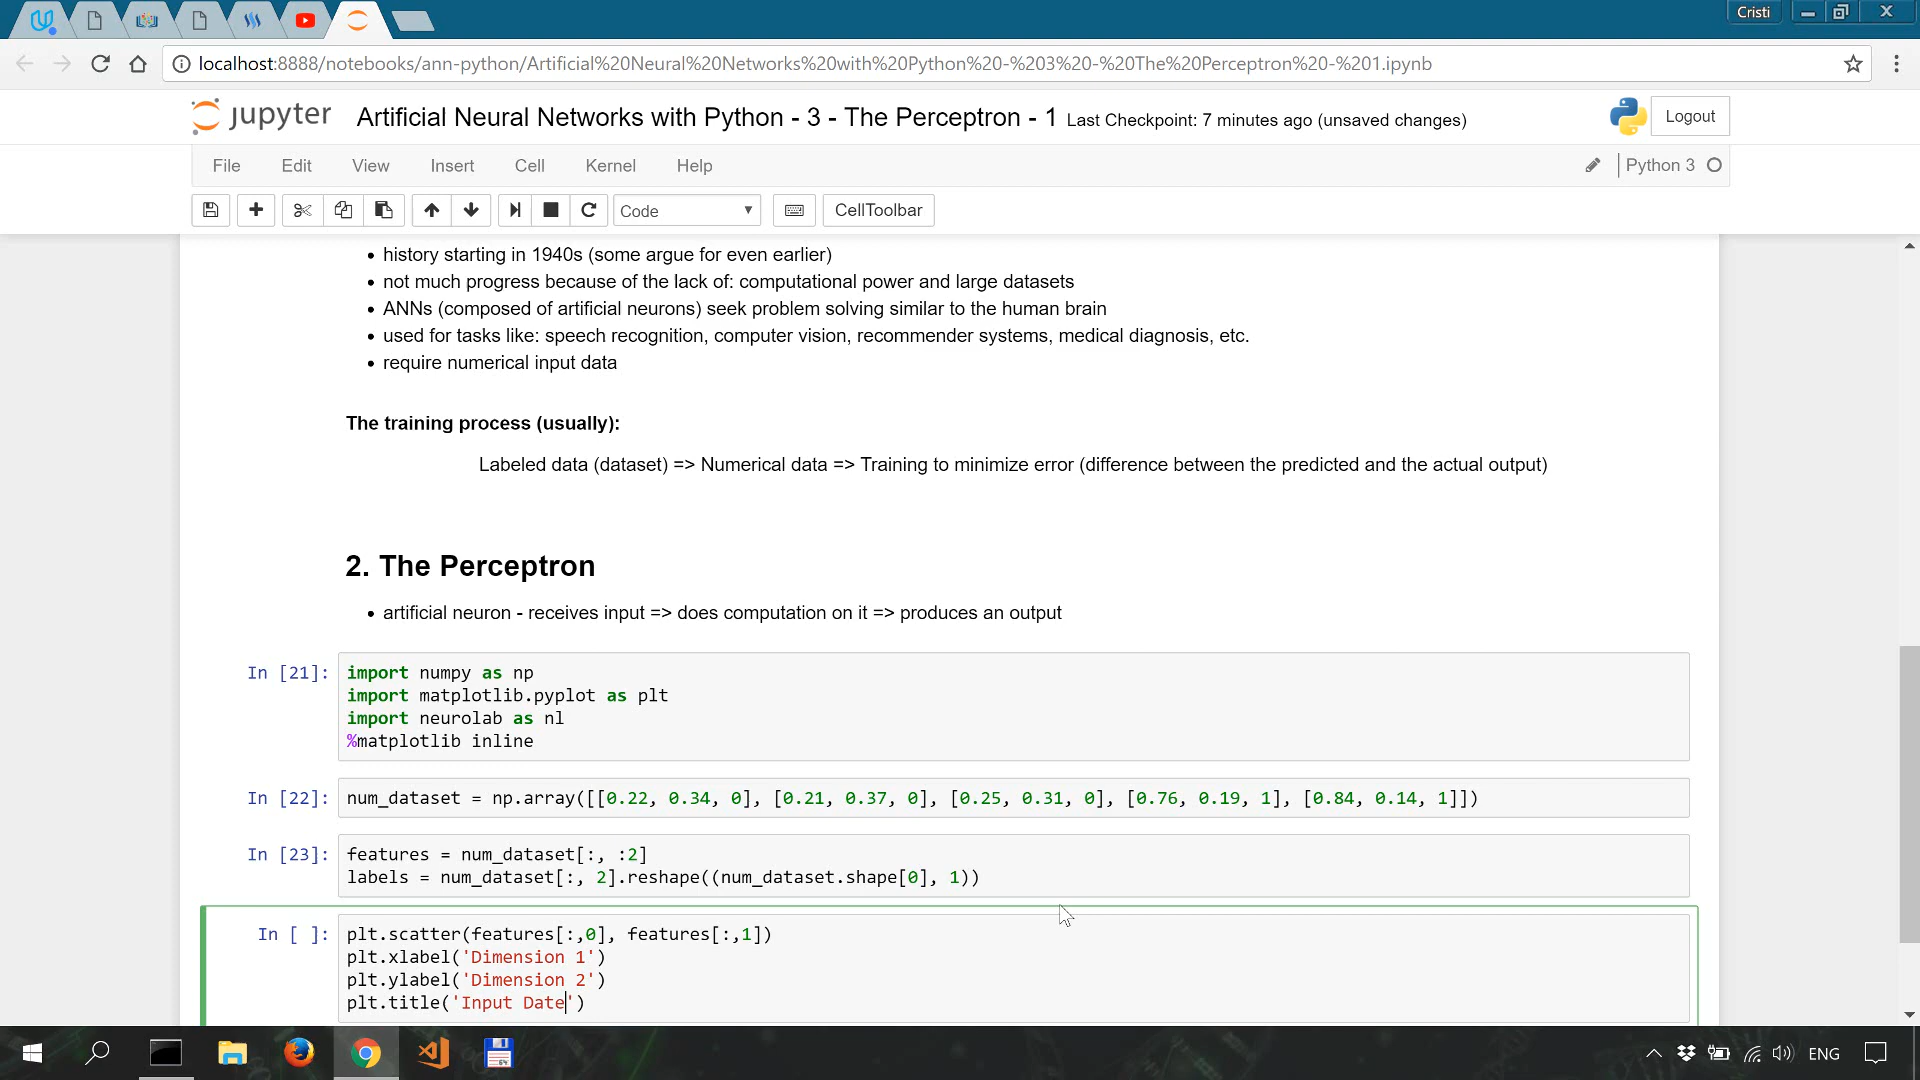 Cristi
localhost:8888/notebooks/ann-python/Artificial%20Neural%20Networks%20with%20Python%20-%203%20-%20The%20Perceptron%20-%201.ipynb
jupyter Artificial Neural Networks with Python - 3 - The Perceptron - 1 Last Checkpoint: 7 minutes ago (unsaved changes) Logout
File Edit View Insert Cell Kernel Help Python 3
Code CellToolbar
• history starting in 1940s (some argue for even earlier)
• not much progress because of the lack of: computational power and large datasets
• ANNs (composed of artificial neurons) seek problem solving similar to the human brain
• used for tasks like: speech recognition, computer vision, recommender systems, medical diagnosis, etc.
• require numerical input data
The training process (usually):
Labeled data (dataset) => Numerical data => Training to minimize error (difference between the predicted and the actual output)
2. The Perceptron
• artificial neuron - receives input => does computation on it => produces an output
In [21]: import numpy as np
import matplotlib.pyplot as plt
import neurolab as nl
%matplotlib inline
In [22]: num_dataset = np.array([[0.22, 0.34, 0], [0.21, 0.37, 0], [0.25, 0.31, 0], [0.76, 0.19, 1], [0.84, 0.14, 1]])
In [23]: features = num_dataset[:, :2]
labels = num_dataset[:, 2].reshape((num_dataset.shape[0], 1))
In [ ]: plt.scatter(features[:,0], features[:,1])
plt.xlabel('Dimension 1')
plt.ylabel('Dimension 2')
plt.title('Input Date')
ENG